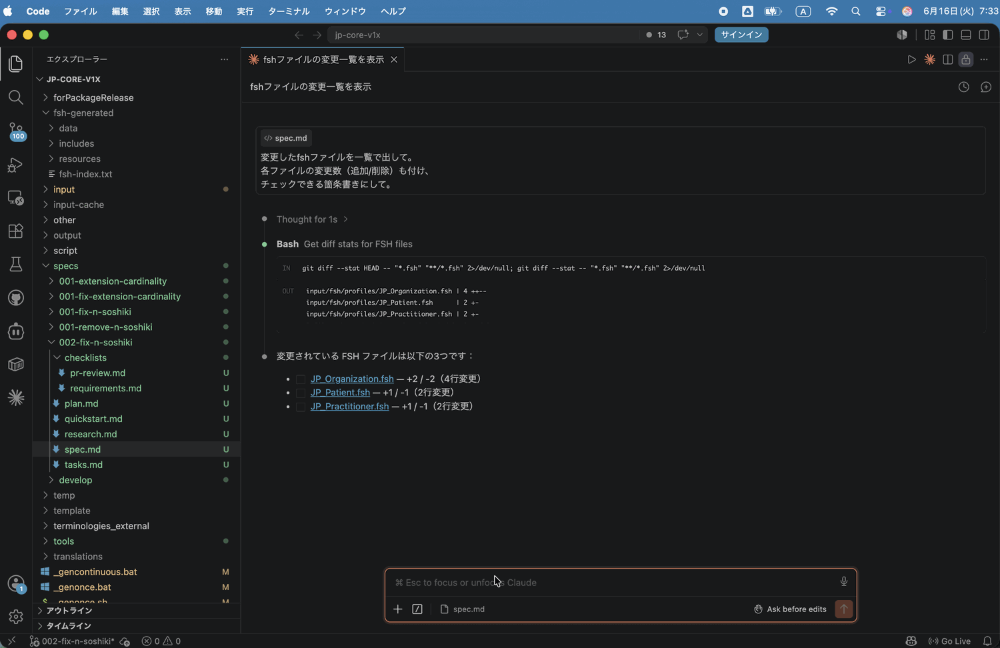 Code ファイル 編集 選択 表示 移動 実行 ターミナル ウィンドウ ヘルプ A 6月16日(火) 7:33
jp-core-v1x 13 サインイン
エクスプローラー
fshファイルの変更一覧を表示
JP-CORE-V1X
forPackageRelease
fsh-generated
data
includes
resources
fsh-index.txt
input
input-cache
other
output
script
specs
001-extension-cardinality
001-fix-extension-cardinality
001-fix-n-soshiki
001-remove-n-soshiki
002-fix-n-soshiki
checklists
pr-review.md U
requirements.md U
plan.md U
quickstart.md U
research.md U
spec.md U
tasks.md U
develop
temp
template
terminologies_external
tools
translations
_gencontinuous.bat M
_genonce.bat M
_genonce.sh M
アウトライン
タイムライン
100
1
fshファイルの変更一覧を表示
spec.md
変更したfshファイルを一覧で出して。
各ファイルの変更数（追加/削除）も付け、
チェックできる箇条書きにして。
Thought for 1s
Bash Get diff stats for FSH files
IN git diff --stat HEAD -- "*.fsh" "**/*.fsh" 2>/dev/null; git diff --stat -- "*.fsh" "**/*.fsh" 2>/dev/null
OUT input/fsh/profiles/JP_Organization.fsh | 4 ++--
input/fsh/profiles/JP_Patient.fsh | 2 +-
input/fsh/profiles/JP_Practitioner.fsh | 2 +-
変更されている FSH ファイルは以下の3つです：
• JP_Organization.fsh — +2 / -2（4行変更）
• JP_Patient.fsh — +1 / -1（2行変更）
• JP_Practitioner.fsh — +1 / -1（2行変更）
⌘ Esc to focus or unfocus Claude
spec.md Ask before edits
002-fix-n-soshiki* 0 0 Go Live